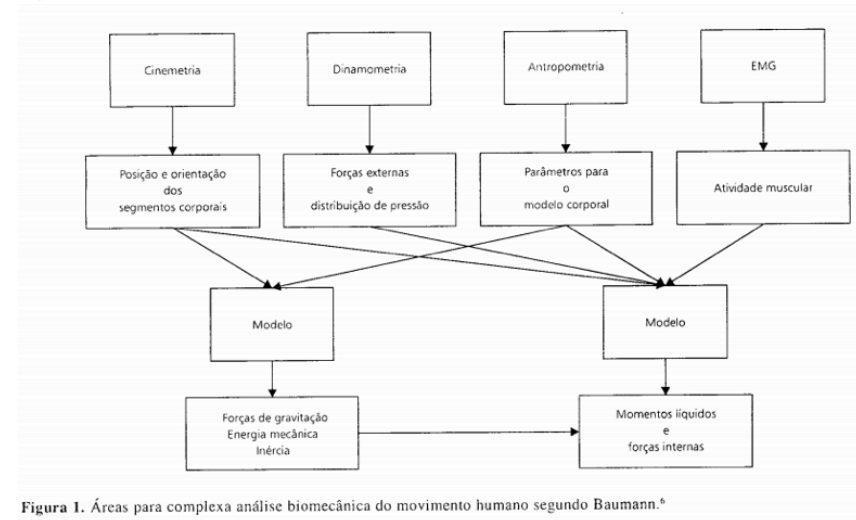 Cinemetria
Dinamometria
Antropometria
EMG
Posição e orientação
dos
segmentos corporais
Forças externas
e
distribuição de pressão
Parâmetros para
o
modelo corporal
Atividade muscular
Modelo
Modelo
Forças de gravitação
Energia mecânica
Inércia
Momentos líquidos
e
forças internas
Figura 1. Áreas para complexa análise biomecânica do movimento humano segundo Baumann.⁶